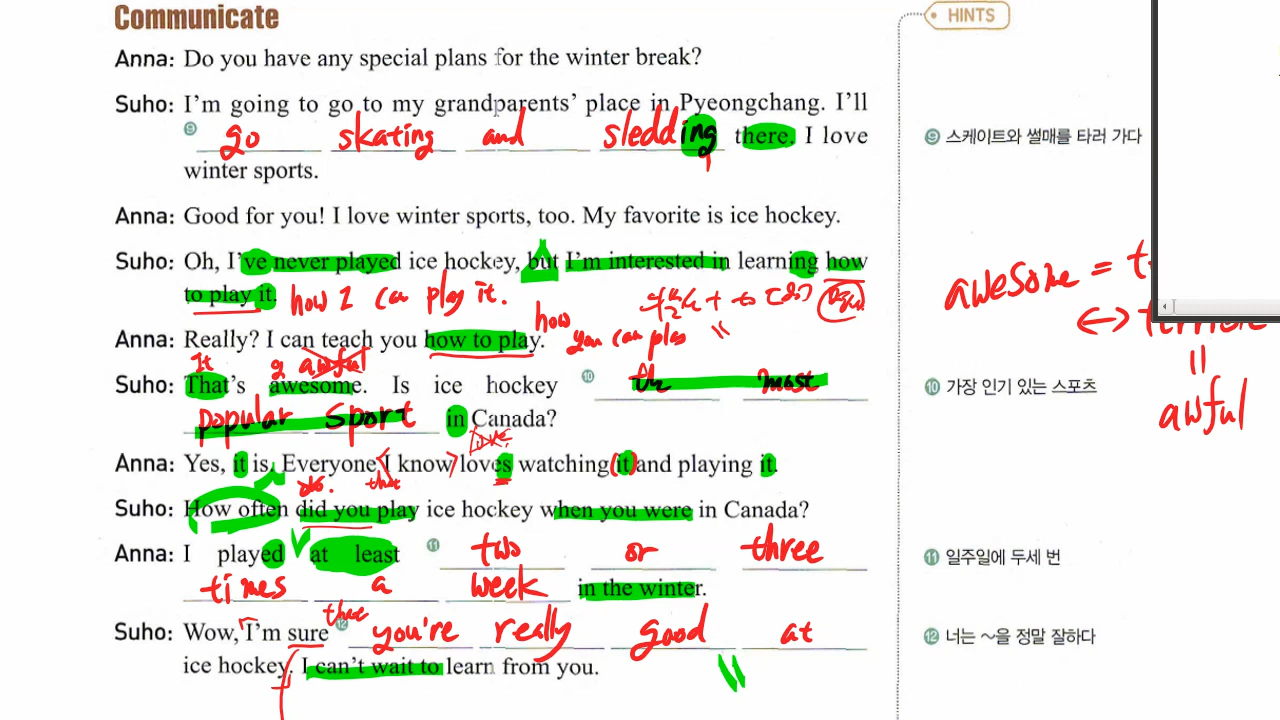 Communicate
HINTS
Anna: Do you have any special plans for the winter break?
Suho: I'm going to go to my grandparents' place in Pyeongchang. I'll
⑨ go skating and sledding there. I love
⑨ 스케이트와 썰매를 타러 가다
winter sports.
Anna: Good for you! I love winter sports, too. My favorite is ice hockey.
Suho: Oh, I've never played ice hockey, but I'm interested in learning how
to play it. how I can play it.
awesome = t
↔ terrible
=
awful
Anna: Really? I can teach you how to play. how you can play
It awful
Suho: That's awesome. Is ice hockey ⑩ the most
⑩ 가장 인기 있는 스포츠
popular sport in Canada?
Anna: Yes, it is. Everyone I know loves watching (it) and playing it.
that
Suho: How often did you play ice hockey when you were in Canada?
Anna: I played at least ⑪ two or three
⑪ 일주일에 두세 번
times a week in the winter.
that
Suho: Wow, I'm sure ⑫ you're really good at
⑫ 너는 ~을 정말 잘하다
ice hockey. I can't wait to learn from you.